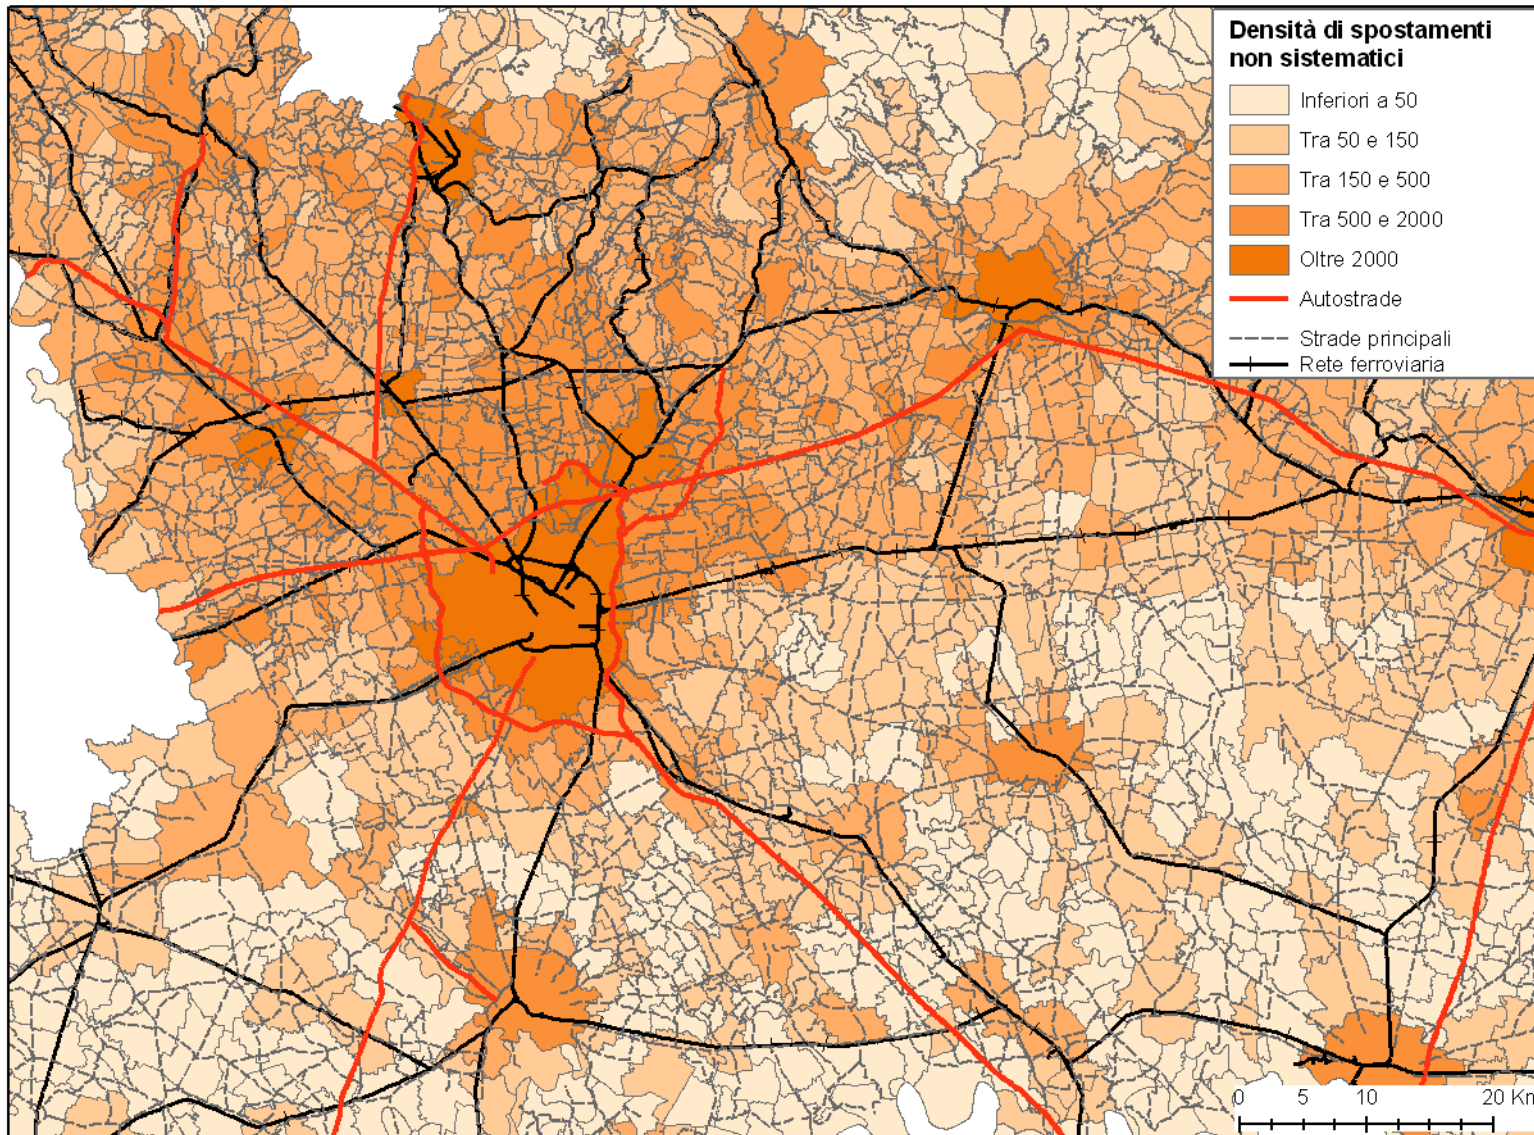 Densità di spostamenti
non sistematici
Inferiori a 50
Tra 50 e 150
Tra 150 e 500
Tra 500 e 2000
Oltre 2000
Autostrade
Strade principali
Rete ferroviaria
0 5 10 20 Km